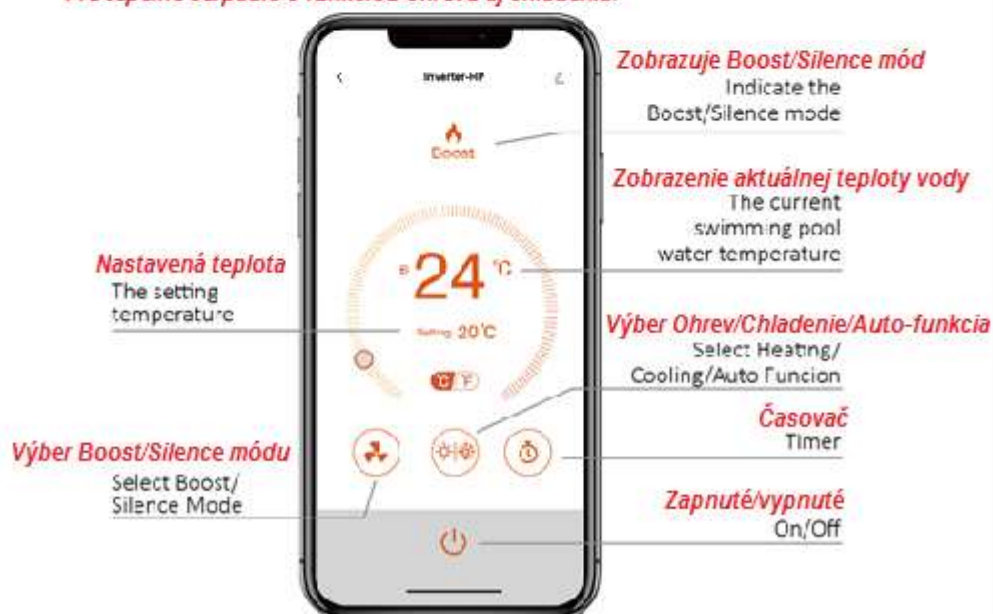 Inverter-HP
Boost
Zobrazuje Boost/Silence mód
Indicate the
Boost/Silence mode
Zobrazenie aktuálnej teploty vody
The current
swimming pool
water temperature
Nastavená teplota
The setting
temperature
24 °C
Setting 20°C
°C °F
Výber Ohrev/Chladenie/Auto-funkcia
Select Heating/
Cooling/Auto Funcion
Časovač
Timer
Výber Boost/Silence módu
Select Boost/
Silence Mode
Zapnuté/vypnuté
On/Off